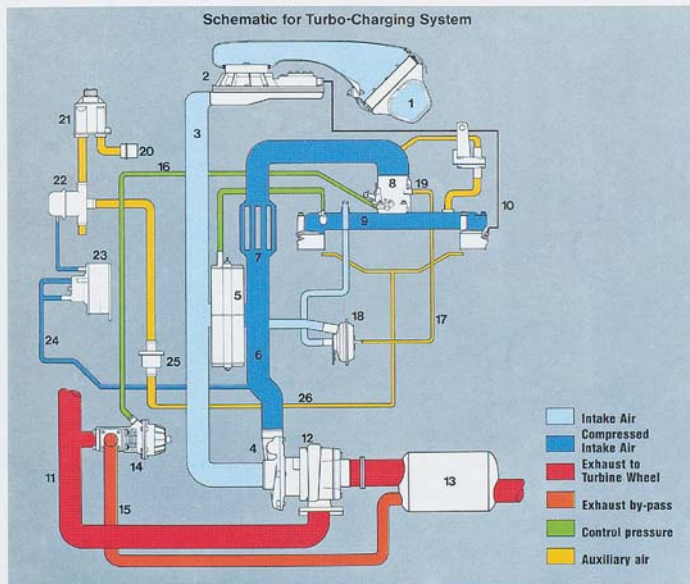 Schematic for Turbo-Charging System
1
2
3
21
20
16
22
8
19
10
9
23
7
5
18
24
6
17
25
26
4
12
14
11
13
15
Intake Air
Compressed
Intake Air
Exhaust to
Turbine Wheel
Exhaust by-pass
Control pressure
Auxiliary air